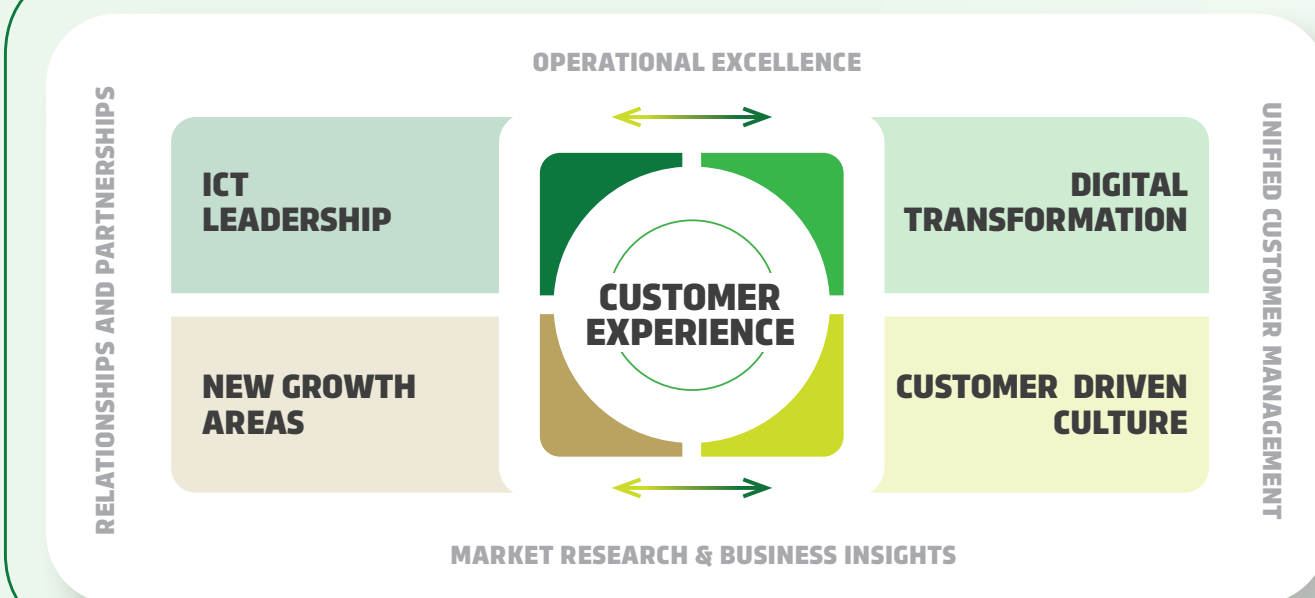 OPERATIONAL EXCELLENCE
RELATIONSHIPS AND PARTNERSHIPS
ICT
LEADERSHIP
DIGITAL
TRANSFORMATION
CUSTOMER
EXPERIENCE
NEW GROWTH
AREAS
CUSTOMER DRIVEN
CULTURE
UNIFIED CUSTOMER MANAGEMENT
MARKET RESEARCH & BUSINESS INSIGHTS